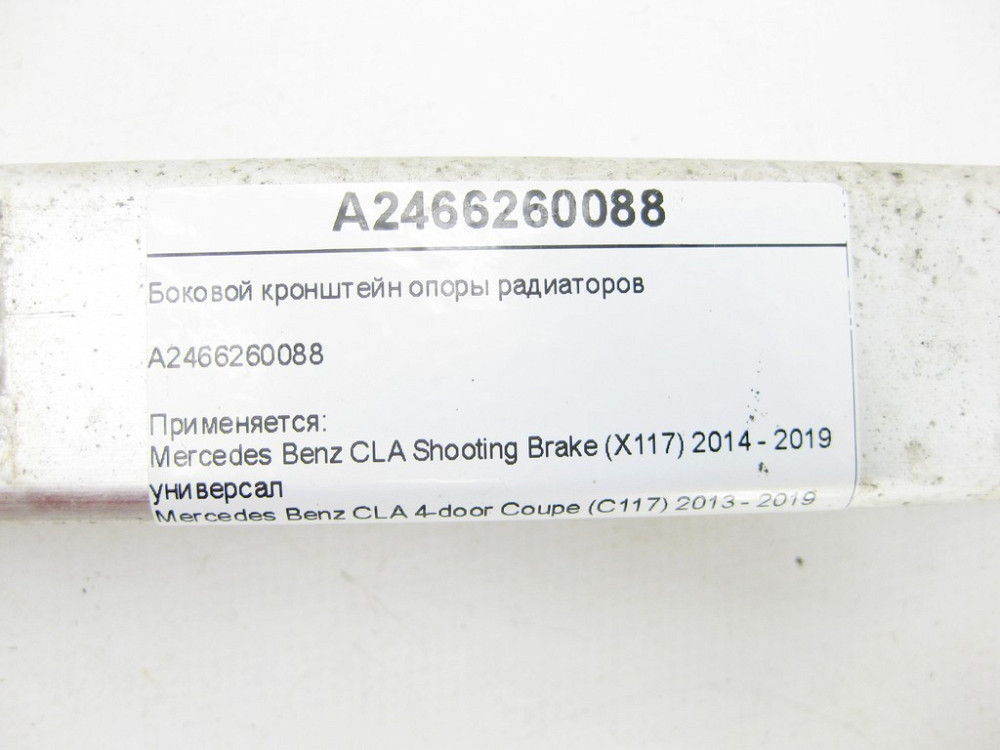 A2466260088
Боковой кронштейн опоры радиаторов
A2466260088
Применяется:
Mercedes Benz CLA Shooting Brake (X117) 2014 - 2019
универсал
Mercedes Benz CLA 4-door Coupe (C117) 2013 - 2019